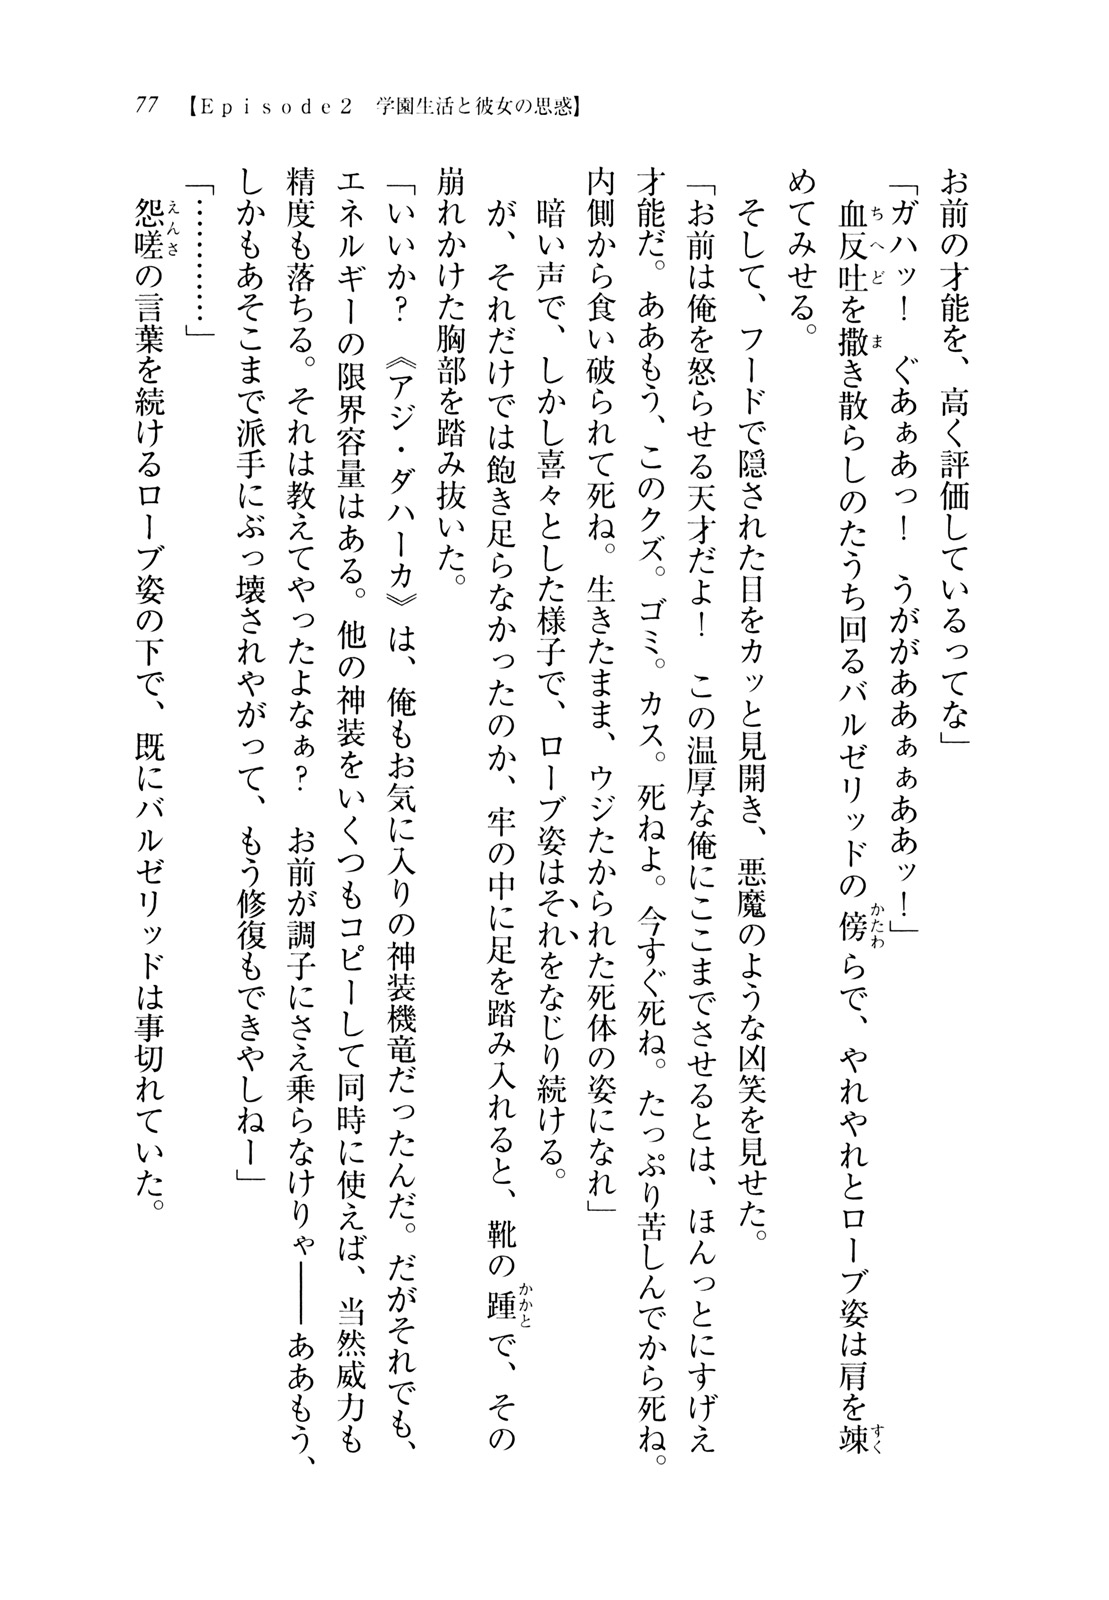 77　【Ｅｐｉｓｏｄｅ２　学園生活と彼女の思惑】
お前の才能を、高く評価しているってな」
「ガハッ！　ぐあぁあっ！　うががああぁぁああッ！」
　血反吐を撒き散らしのたうち回るバルゼリッドの傍らで、やれやれとローブ姿は肩を竦
めてみせる。
　そして、フードで隠された目をカッと見開き、悪魔のような凶笑を見せた。
「お前は俺を怒らせる天才だよ！　この温厚な俺にここまでさせるとは、ほんっとにすげえ
才能だ。ああもう、このクズ。ゴミ。カス。死ねよ。今すぐ死ね。たっぷり苦しんでから死ね。
内側から食い破られて死ね。生きたまま、ウジたかられた死体の姿になれ」
　暗い声で、しかし喜々とした様子で、ローブ姿はそれをなじり続ける。
　が、それだけでは飽き足らなかったのか、牢の中に足を踏み入れると、靴の踵で、その
崩れかけた胸部を踏み抜いた。
「いいか？　《アジ・ダハーカ》は、俺もお気に入りの神装機竜だったんだ。だがそれでも、
エネルギーの限界容量はある。他の神装をいくつもコピーして同時に使えば、当然威力も
精度も落ちる。それは教えてやったよなぁ？　お前が調子にさえ乗らなけりゃ――ああもう、
しかもあそこまで派手にぶっ壊されやがって、もう修復もできやしねー」
「…………」
　怨嗟の言葉を続けるローブ姿の下で、既にバルゼリッドは事切れていた。